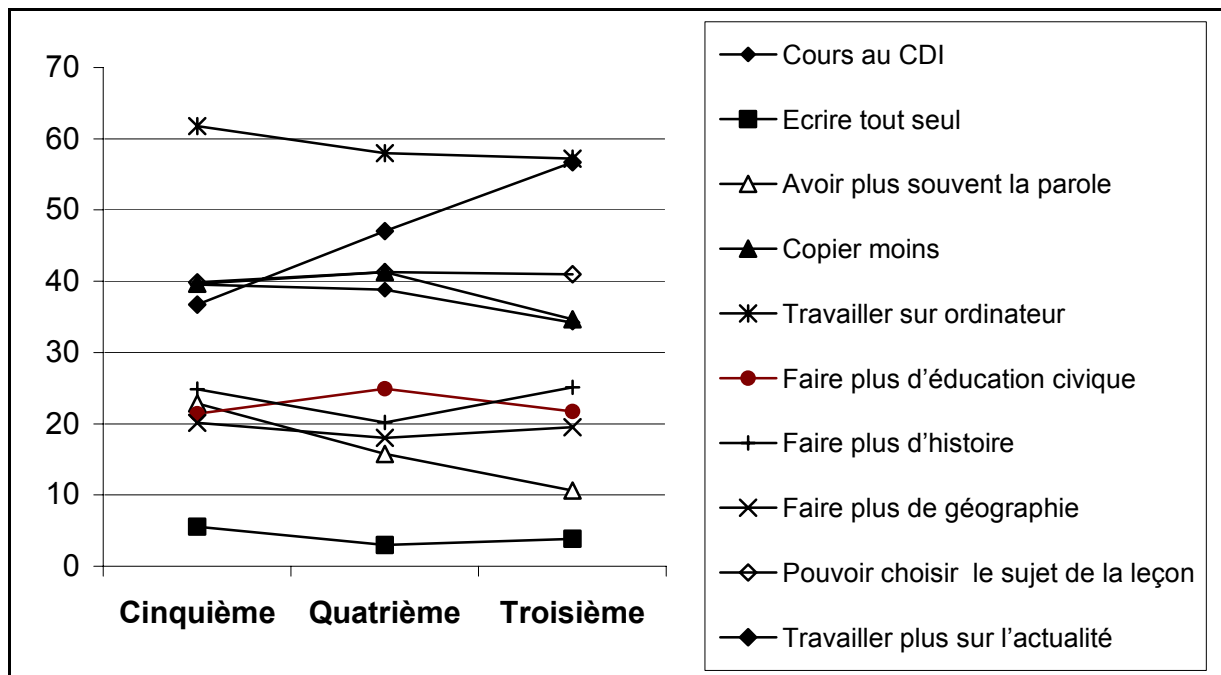 70
60
50
40
30
20
10
0
Cinquième Quatrième Troisième
Cours au CDI
Ecrire tout seul
Avoir plus souvent la parole
Copier moins
Travailler sur ordinateur
Faire plus d'éducation civique
Faire plus d'histoire
Faire plus de géographie
Pouvoir choisir le sujet de la leçon
Travailler plus sur l'actualité